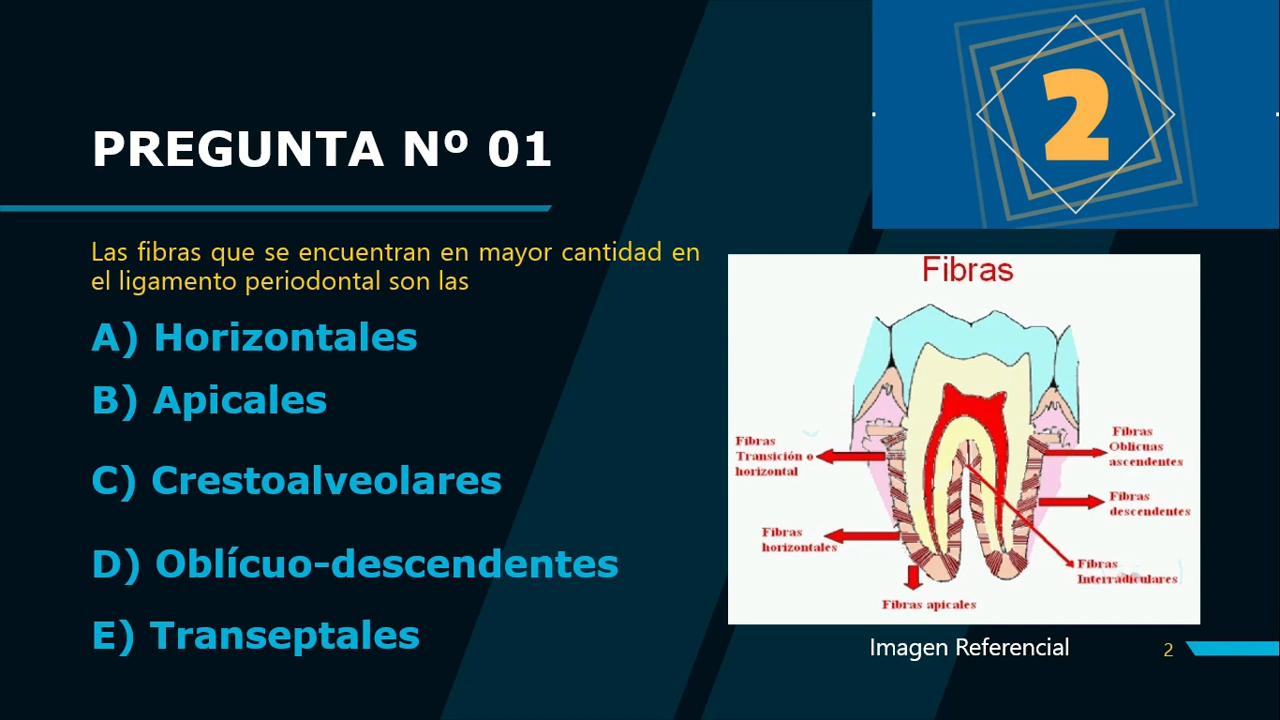 2
PREGUNTA Nº 01
Las fibras que se encuentran en mayor cantidad en
el ligamento periodontal son las
A) Horizontales
B) Apicales
C) Crestoalveolares
D) Oblícuo-descendentes
E) Transeptales
Fibras
Fibras
Transición o
horizontal
Fibras
horizontales
Fibras apicales
Fibras
Oblicuas
ascendentes
Fibras
descendentes
Fibras
Interradiculares
Imagen Referencial
2